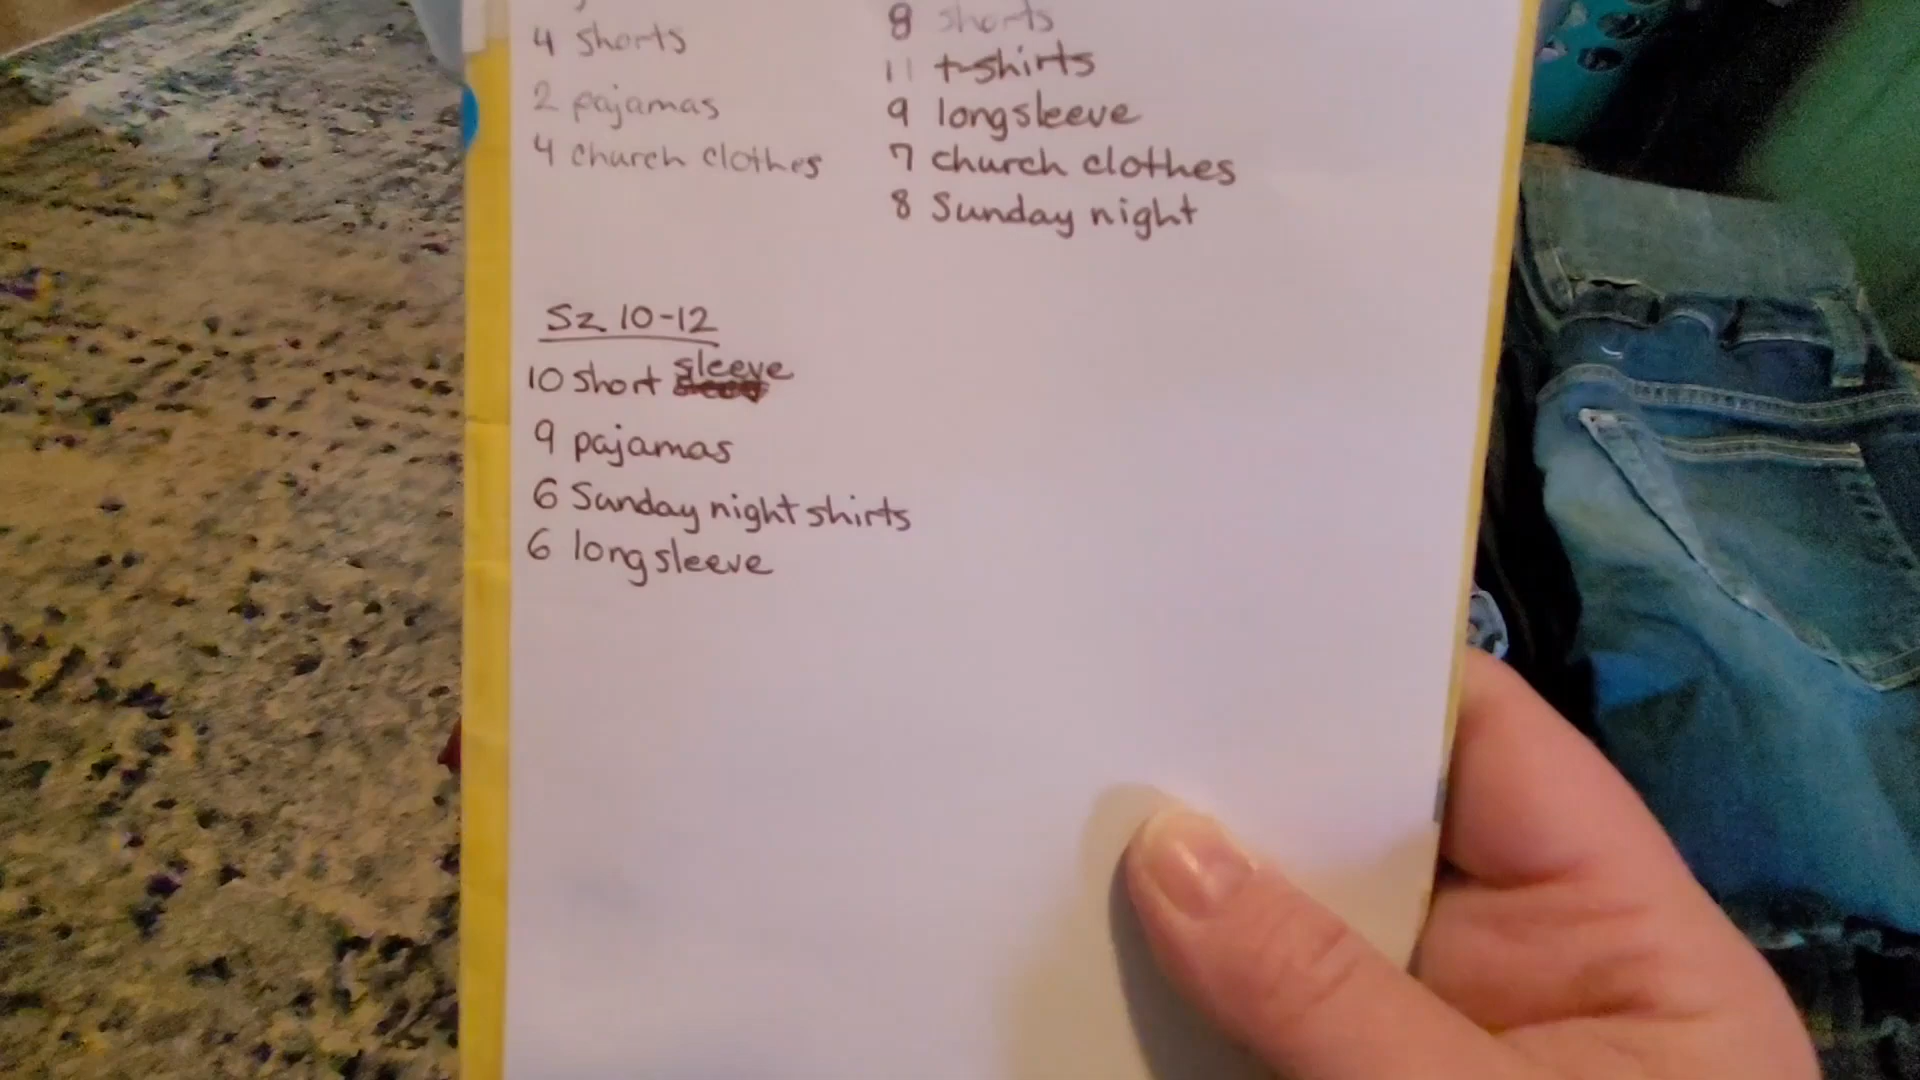 4 shorts
2 pajamas
4 church clothes
8 shorts
11 t-shirts
9 longsleeve
7 church clothes
8 Sunday night
Sz 10-12
10 short sleeve
9 pajamas
6 Sunday night shirts
6 longsleeve